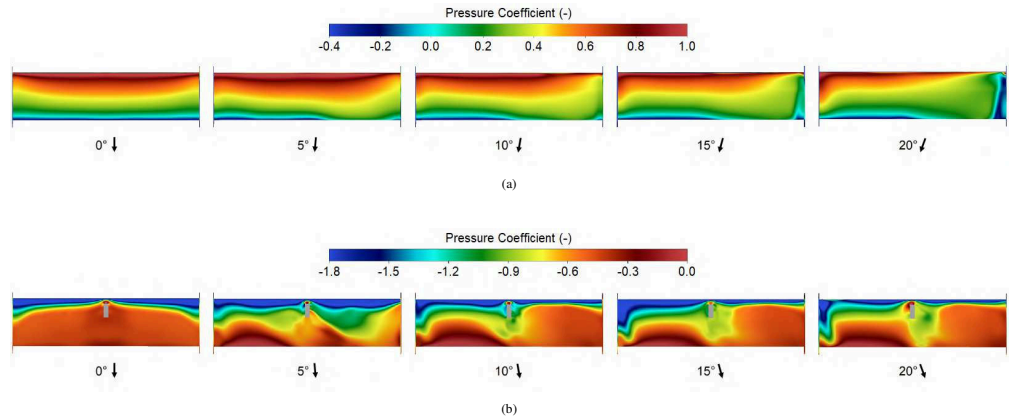 Pressure Coefficient (-)
-0.4 -0.2 0.0 0.2 0.4 0.6 0.8 1.0
0° 5° 10° 15° 20°
(a)
Pressure Coefficient (-)
-1.8 -1.5 -1.2 -0.9 -0.6 -0.3 0.0
0° 5° 10° 15° 20°
(b)